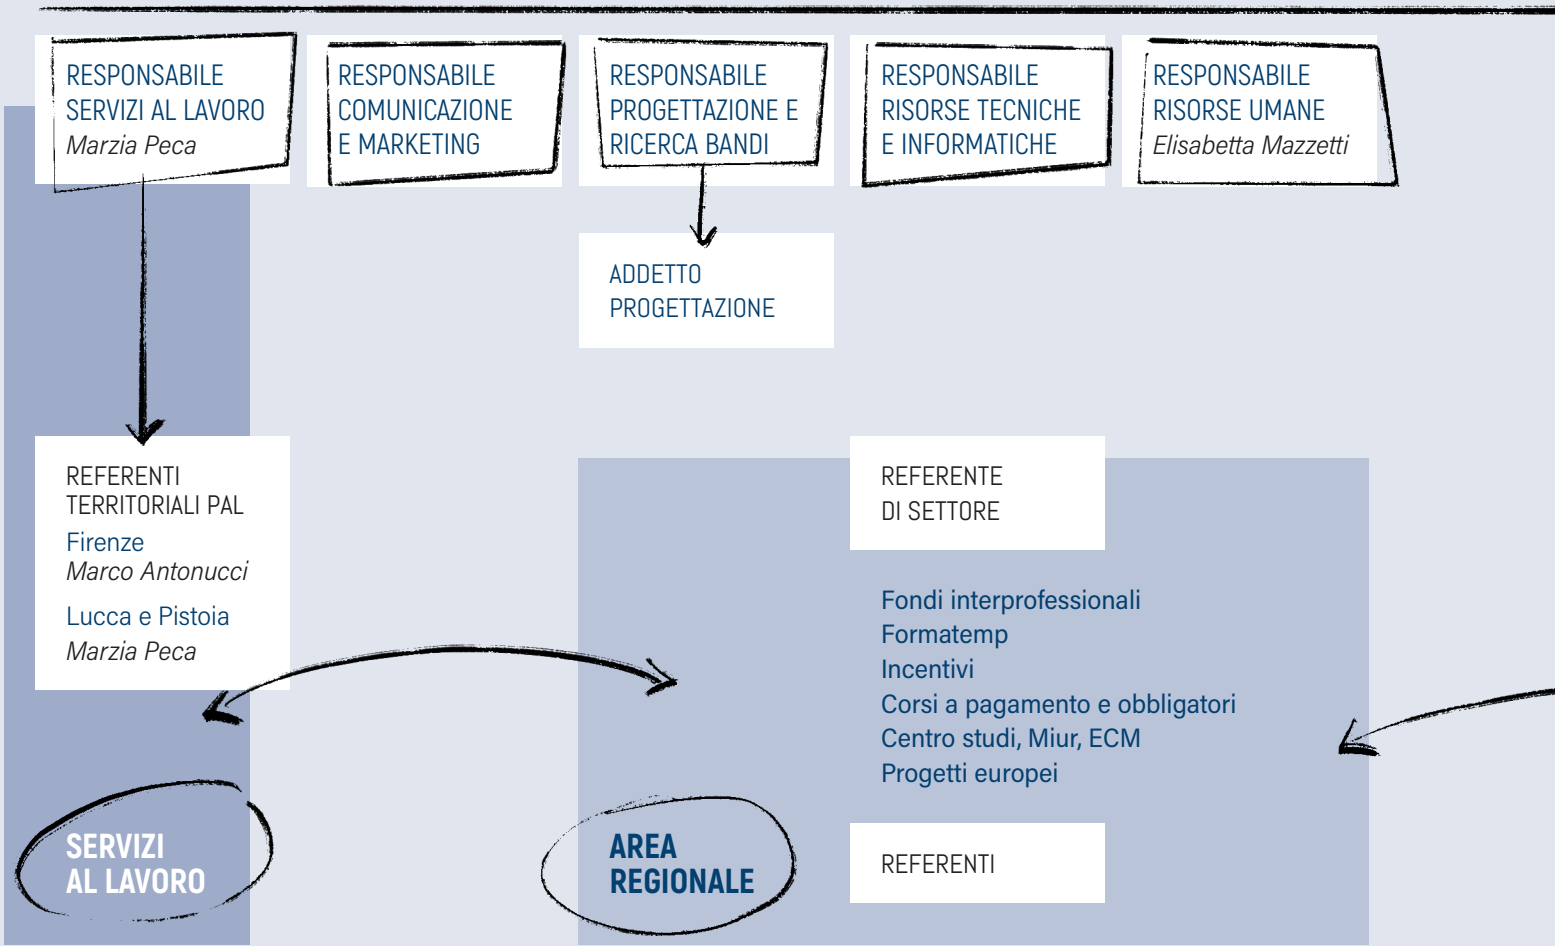 RESPONSABILE
SERVIZI AL LAVORO
Marzia Peca
RESPONSABILE
COMUNICAZIONE
E MARKETING
RESPONSABILE
PROGETTAZIONE E
RICERCA BANDI
RESPONSABILE
RISORSE TECNICHE
E INFORMATICHE
RESPONSABILE
RISORSE UMANE
Elisabetta Mazzetti
ADDETTO
PROGETTAZIONE
REFERENTI
TERRITORIALI PAL
Firenze
Marco Antonucci
Lucca e Pistoia
Marzia Peca
REFERENTE
DI SETTORE
Fondi interprofessionali
Formatemp
Incentivi
Corsi a pagamento e obbligatori
Centro studi, Miur, ECM
Progetti europei
SERVIZI
AL LAVORO
AREA
REGIONALE
REFERENTI